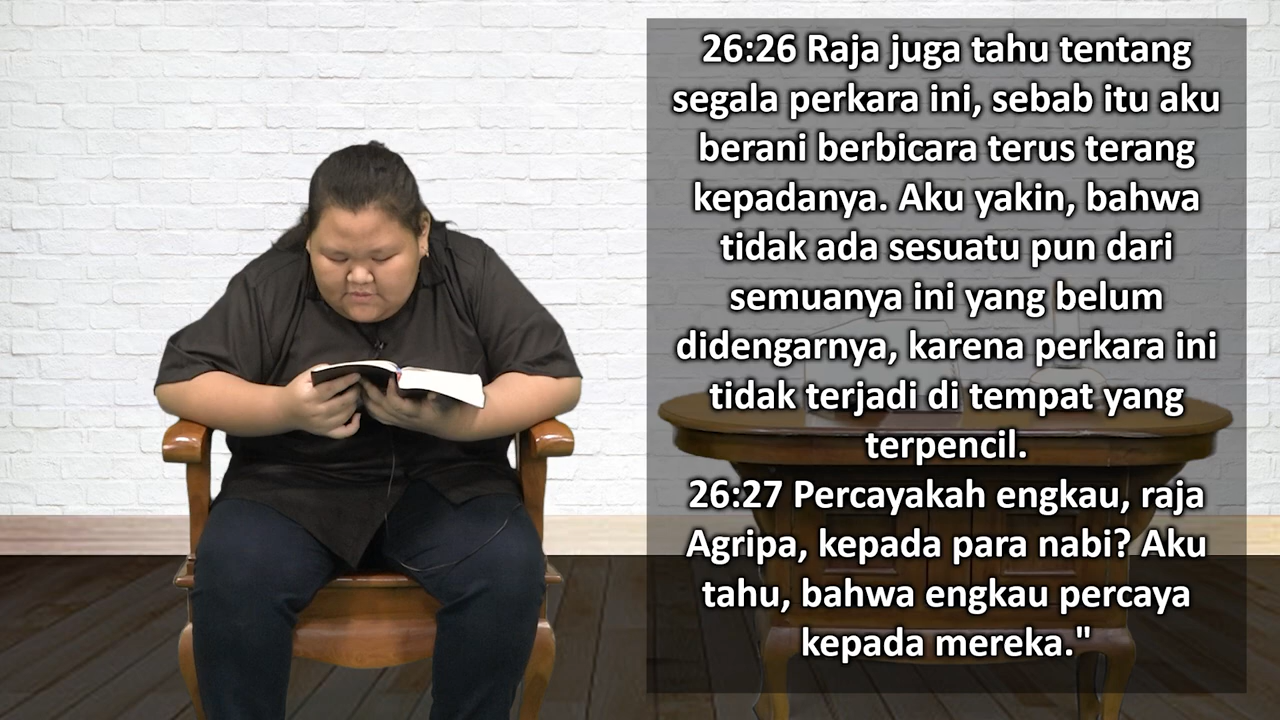 26:26 Raja juga tahu tentang
segala perkara ini, sebab itu aku
berani berbicara terus terang
kepadanya. Aku yakin, bahwa
tidak ada sesuatu pun dari
semuanya ini yang belum
didengarnya, karena perkara ini
tidak terjadi di tempat yang
terpencil.
26:27 Percayakah engkau, raja
Agripa, kepada para nabi? Aku
tahu, bahwa engkau percaya
kepada mereka."